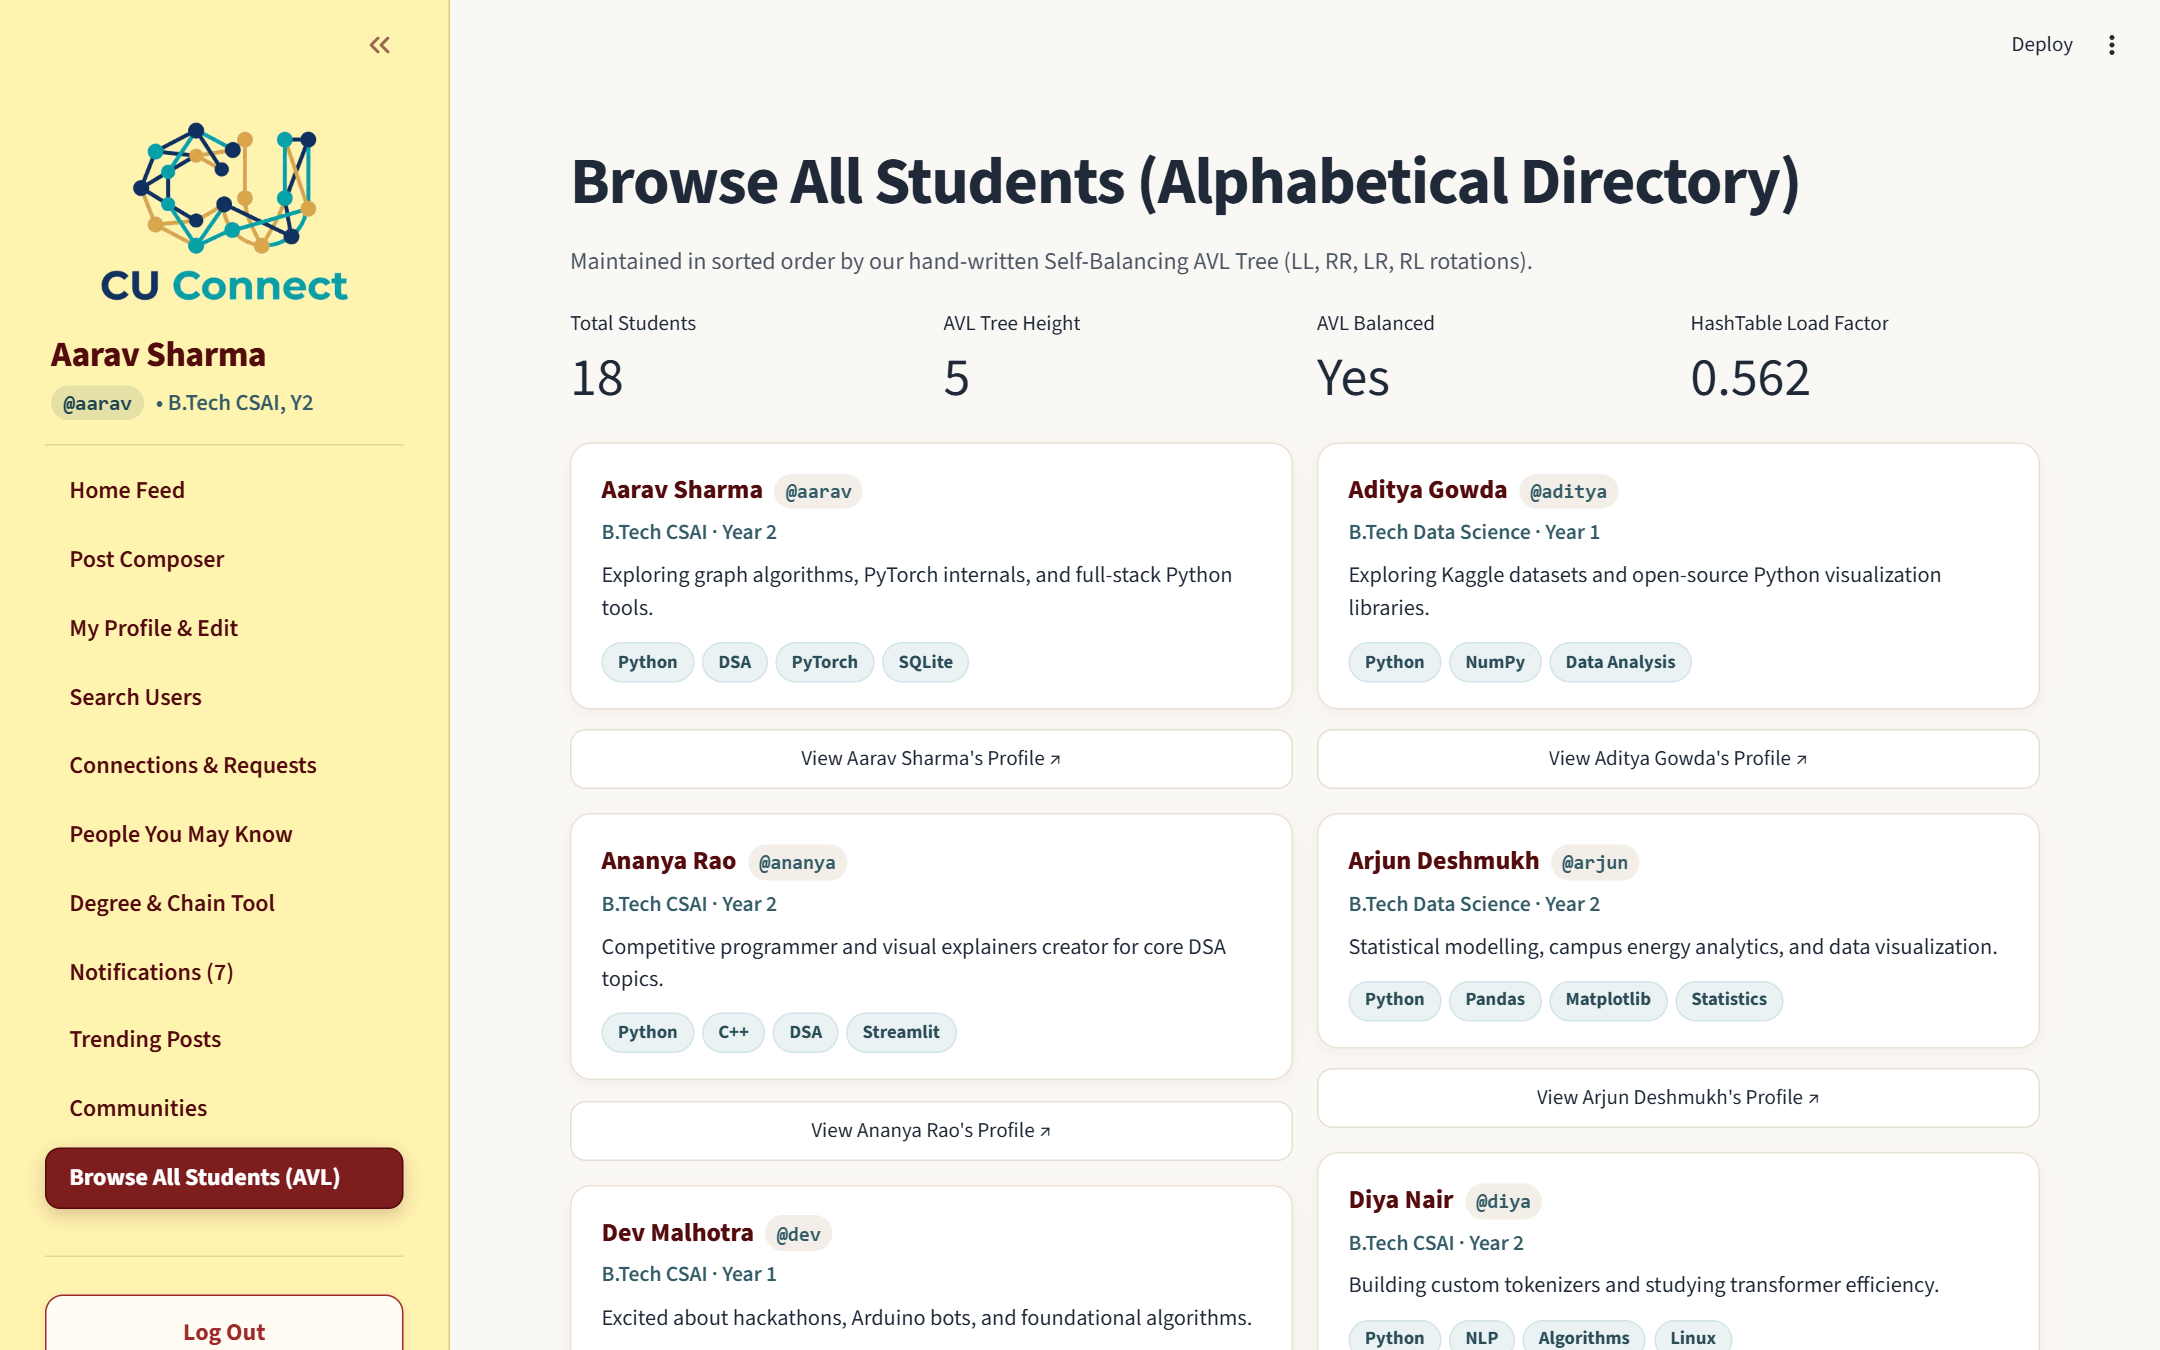 Deploy
CU Connect
Aarav Sharma
@aarav • B.Tech CSAI, Y2
Home Feed
Post Composer
My Profile & Edit
Search Users
Connections & Requests
People You May Know
Degree & Chain Tool
Notifications (7)
Trending Posts
Communities
Browse All Students (AVL)
Log Out
Browse All Students (Alphabetical Directory)
Maintained in sorted order by our hand-written Self-Balancing AVL Tree (LL, RR, LR, RL rotations).
Total Students
18
AVL Tree Height
5
AVL Balanced
Yes
HashTable Load Factor
0.562
Aarav Sharma @aarav
B.Tech CSAI · Year 2
Exploring graph algorithms, PyTorch internals, and full-stack Python
tools.
Python DSA PyTorch SQLite
View Aarav Sharma's Profile ↗
Aditya Gowda @aditya
B.Tech Data Science · Year 1
Exploring Kaggle datasets and open-source Python visualization
libraries.
Python NumPy Data Analysis
View Aditya Gowda's Profile ↗
Ananya Rao @ananya
B.Tech CSAI · Year 2
Competitive programmer and visual explainers creator for core DSA
topics.
Python C++ DSA Streamlit
View Ananya Rao's Profile ↗
Arjun Deshmukh @arjun
B.Tech Data Science · Year 2
Statistical modelling, campus energy analytics, and data visualization.
Python Pandas Matplotlib Statistics
View Arjun Deshmukh's Profile ↗
Dev Malhotra @dev
B.Tech CSAI · Year 1
Excited about hackathons, Arduino bots, and foundational algorithms.
Diya Nair @diya
B.Tech CSAI · Year 2
Building custom tokenizers and studying transformer efficiency.
Python NLP Algorithms Linux